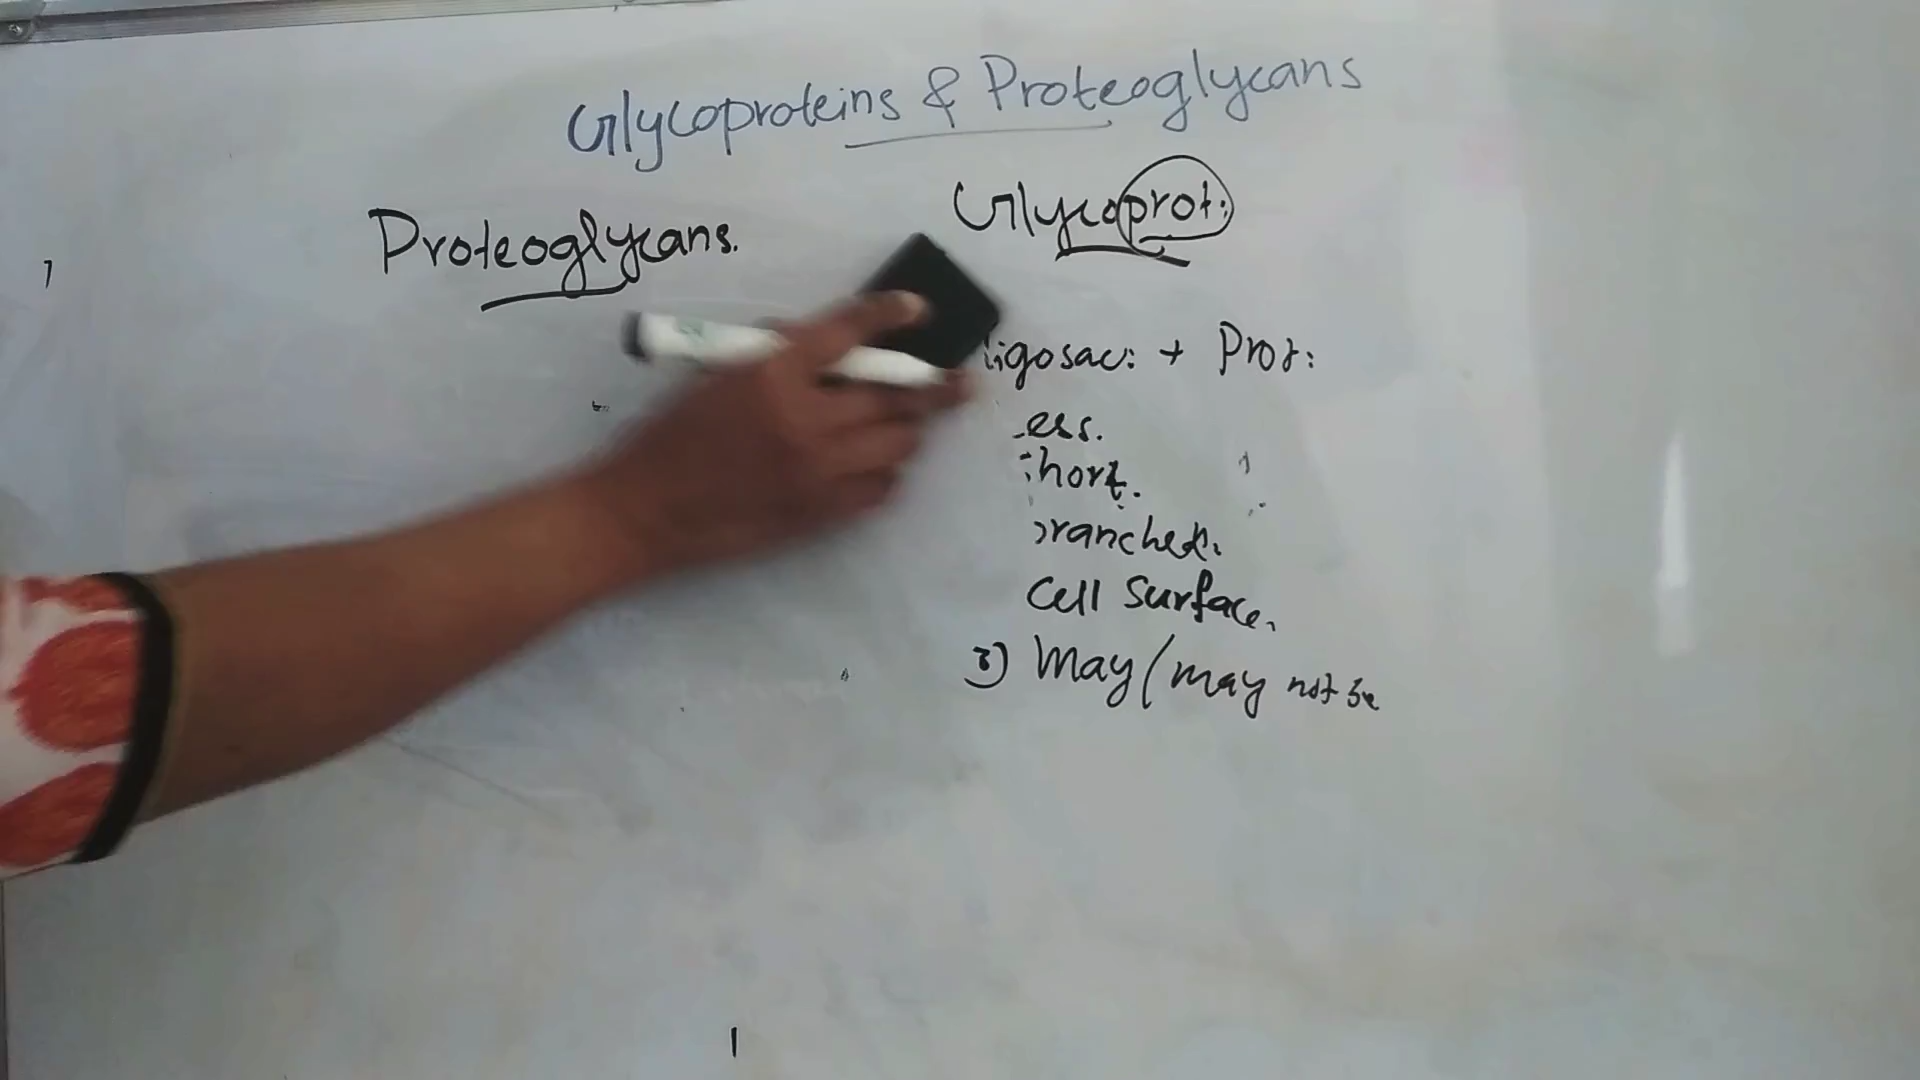 Glycoproteins & Proteoglycans
Proteoglycans.
Glycoprot:
ligosac: + Prot:
ess.
hort.
ranched.
Cell Surface.
3) May/may not be